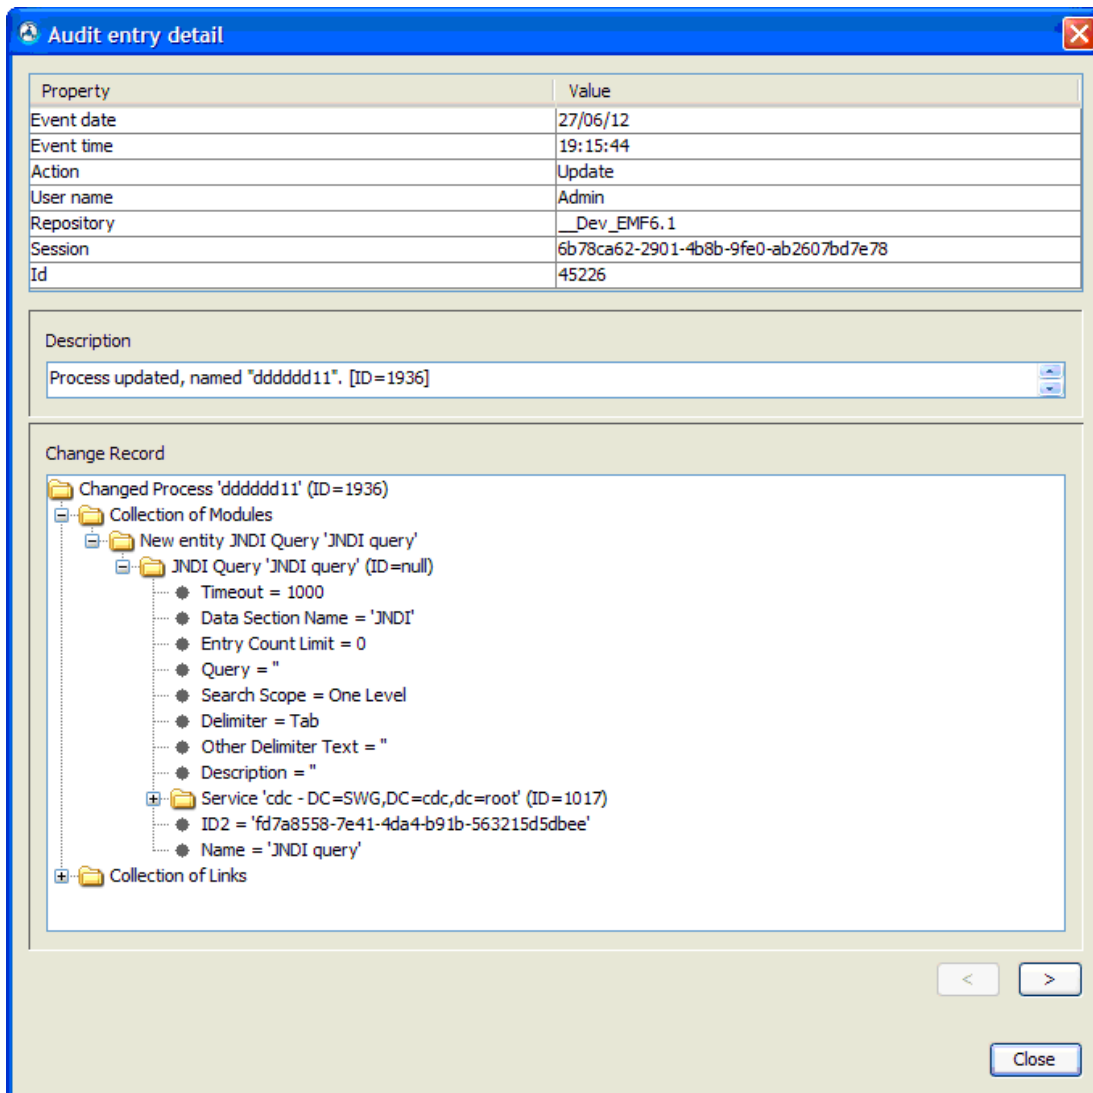 Audit entry detail
Property Value
Event date 27/06/12
Event time 19:15:44
Action Update
User name Admin
Repository __Dev_EMF6.1
Session 6b78ca62-2901-4b8b-9fe0-ab2607bd7e78
Id 45226
Description
Process updated, named "dddddd11". [ID=1936]
Change Record
Changed Process 'dddddd11' (ID=1936)
Collection of Modules
New entity JNDI Query 'JNDI query'
JNDI Query 'JNDI query' (ID=null)
Timeout = 1000
Data Section Name = 'JNDI'
Entry Count Limit = 0
Query = ''
Search Scope = One Level
Delimiter = Tab
Other Delimiter Text = ''
Description = ''
Service 'cdc - DC=SWG,DC=cdc,dc=root' (ID=1017)
ID2 = 'fd7a8558-7e41-4da4-b91b-563215d5dbee'
Name = 'JNDI query'
Collection of Links
< >
Close